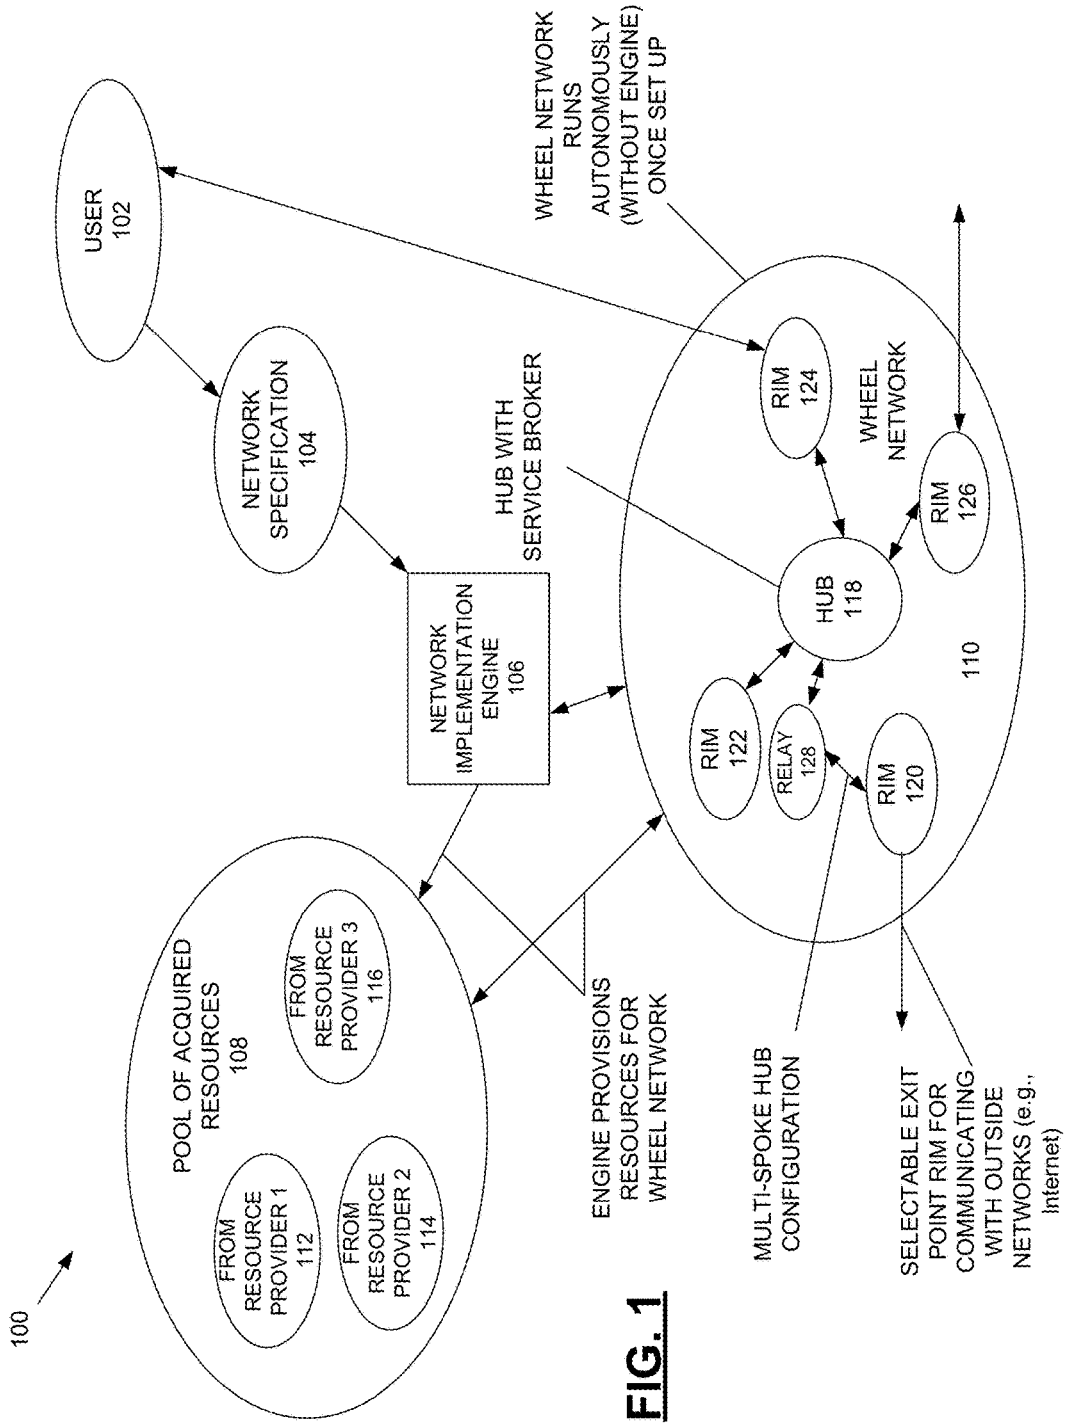 100
POOL OF ACQUIRED
RESOURCES
108
FROM
RESOURCE
PROVIDER 1
112
FROM
RESOURCE
PROVIDER 2
114
FROM
RESOURCE
PROVIDER 3
116
USER
102
NETWORK
SPECIFICATION
104
NETWORK
IMPLEMENTATION
ENGINE
106
HUB WITH
SERVICE BROKER
WHEEL NETWORK
RUNS
AUTONOMOUSLY
(WITHOUT ENGINE)
ONCE SET UP
ENGINE PROVISIONS
RESOURCES FOR
WHEEL NETWORK
RIM
122
RELAY
128
RIM
120
HUB
118
RIM
124
RIM
126
WHEEL
NETWORK
110
MULTI-SPOKE HUB
CONFIGURATION
SELECTABLE EXIT
POINT RIM FOR
COMMUNICATING
WITH OUTSIDE
NETWORKS (e.g.,
Internet)
FIG. 1